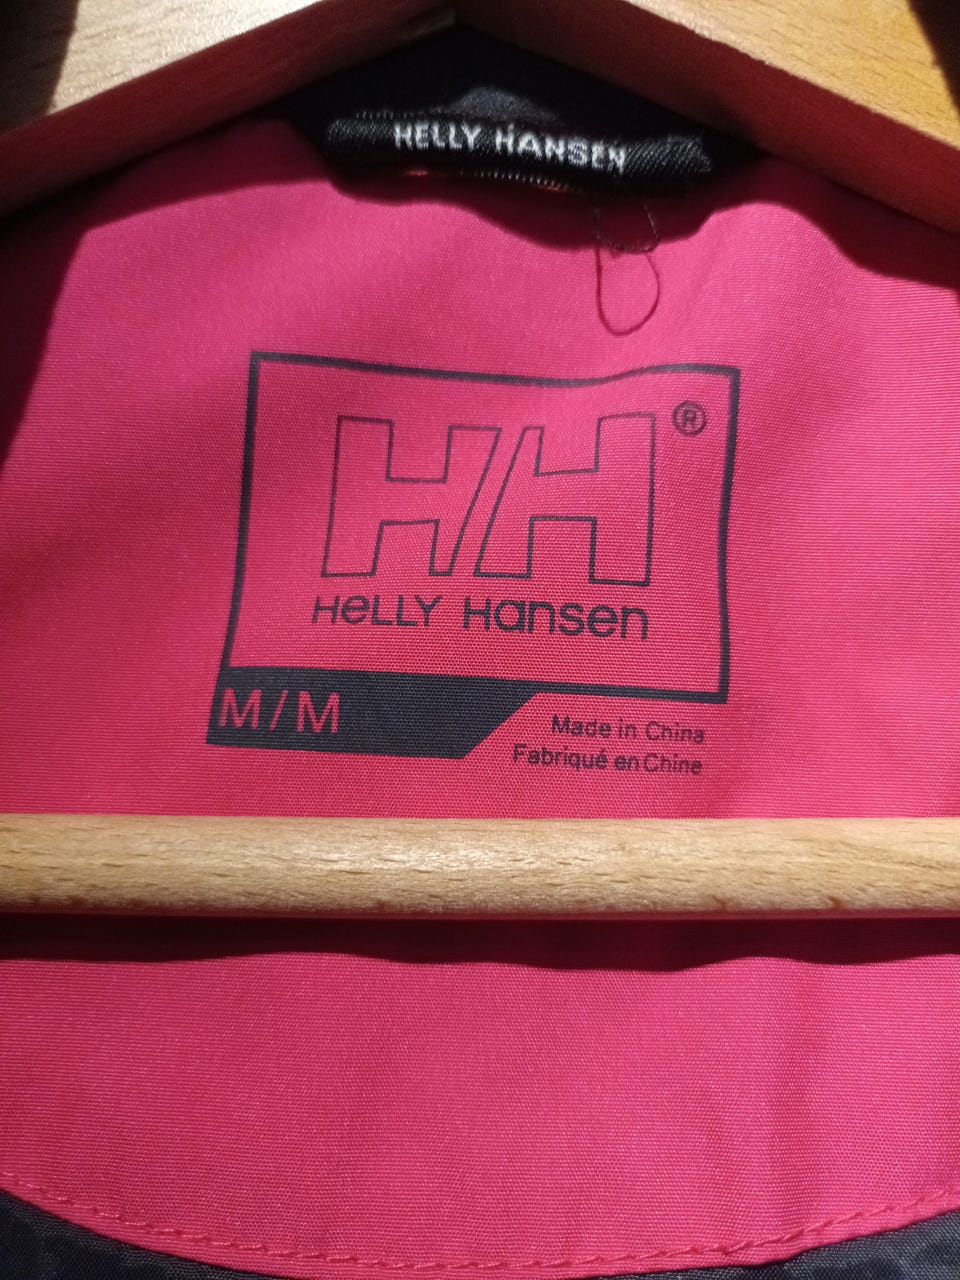 HELLY HANSEN
HH ®
HELLY HANSEN
M/M
Made in China
Fabriqué en Chine